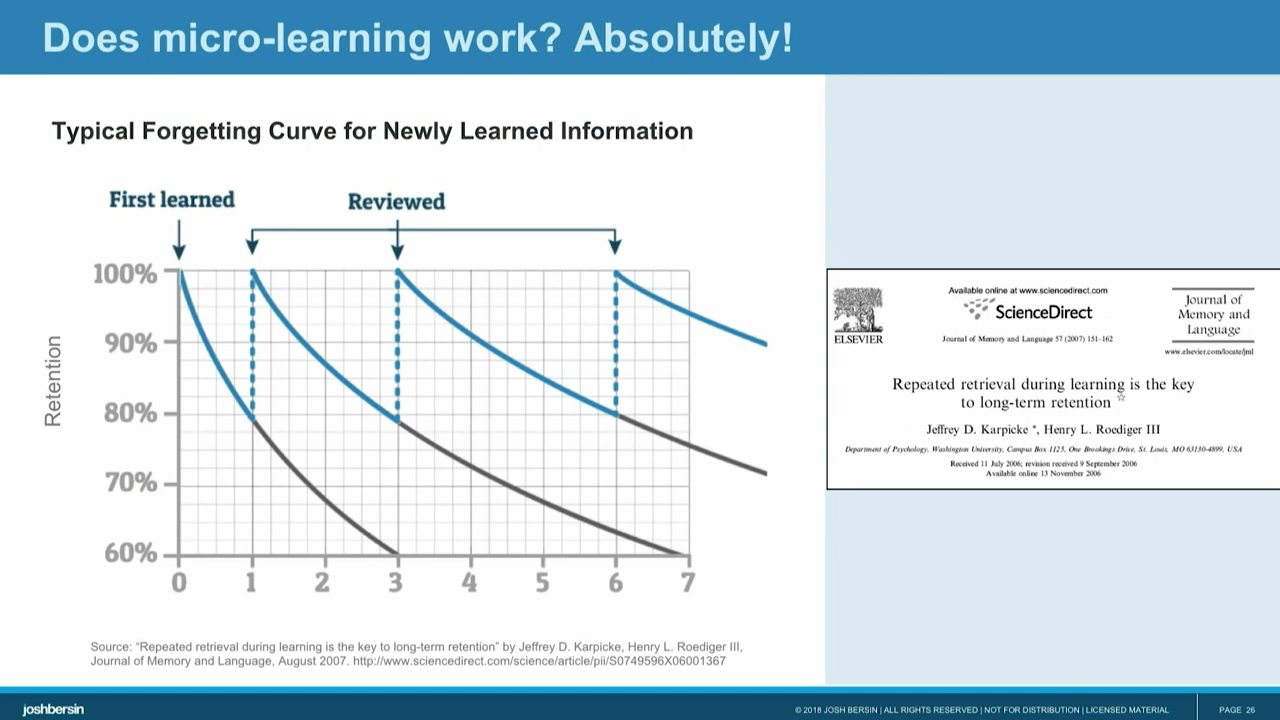 Does micro-learning work? Absolutely!
Typical Forgetting Curve for Newly Learned Information
First learned
Reviewed
100%
90%
80%
70%
60%
Retention
0 1 2 3 4 5 6 7
Source: “Repeated retrieval during learning is the key to long-term retention” by Jeffrey D. Karpicke, Henry L. Roediger III,
Journal of Memory and Language, August 2007. http://www.sciencedirect.com/science/article/pii/S0749596X06001367
ELSEVIER
Available online at www.sciencedirect.com
ScienceDirect
Journal of Memory and Language 57 (2007) 151–162
Journal of
Memory and
Language
www.elsevier.com/locate/jml
Repeated retrieval during learning is the key
to long-term retention ☆
Jeffrey D. Karpicke *, Henry L. Roediger III
Department of Psychology, Washington University, Campus Box 1125, One Brookings Drive, St. Louis, MO 63130-4899, USA
Received 11 July 2006; revision received 9 September 2006
Available online 13 November 2006
joshbersin
© 2018 JOSH BERSIN | ALL RIGHTS RESERVED | NOT FOR DISTRIBUTION | LICENSED MATERIAL
PAGE 26